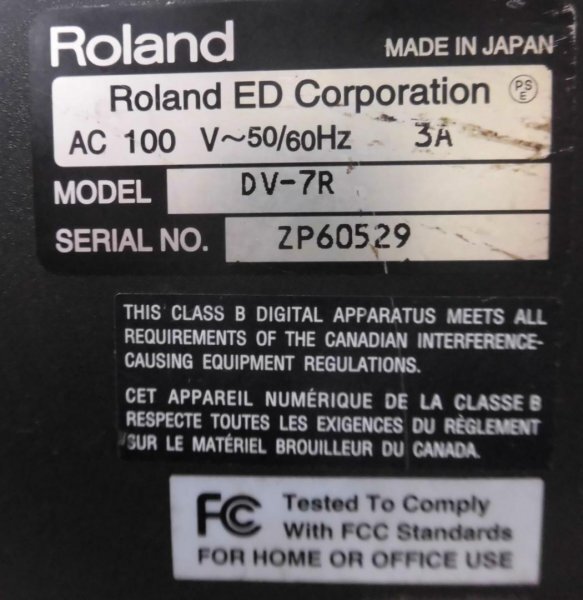 Roland
MADE IN JAPAN
Roland ED Corporation PS E
AC 100 V~50/60Hz 3A
MODEL DV-7R
SERIAL NO. ZP60529
THIS CLASS B DIGITAL APPARATUS MEETS ALL
REQUIREMENTS OF THE CANADIAN INTERFERENCE-
CAUSING EQUIPMENT REGULATIONS.
CET APPAREIL NUMÉRIQUE DE LA CLASSE B
RESPECTE TOUTES LES EXIGENCES DU RÈGLEMENT
SUR LE MATÉRIEL BROUILLEUR DU CANADA.
FC Tested To Comply
With FCC Standards
FOR HOME OR OFFICE USE